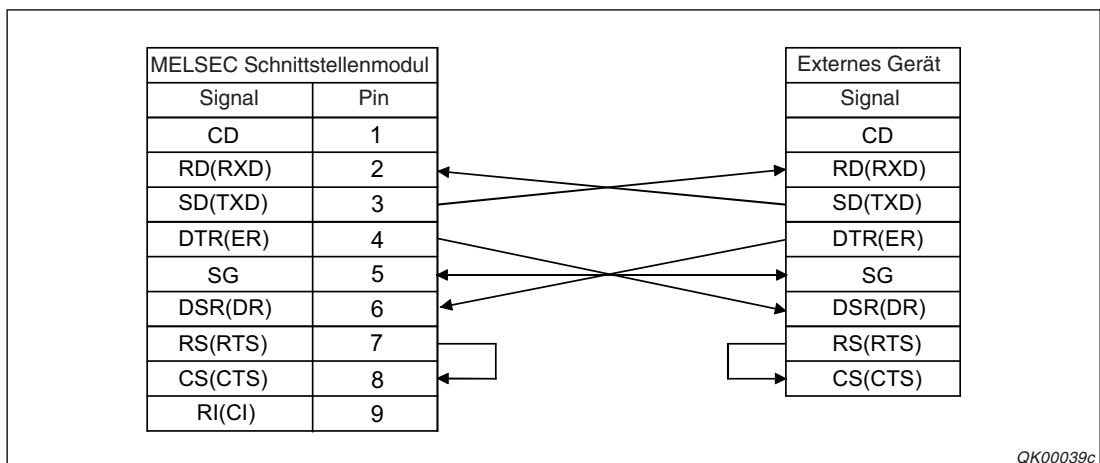 MELSEC Schnittstellenmodul Externes Gerät
Signal Pin Signal
CD 1 CD
RD(RXD) 2 RD(RXD)
SD(TXD) 3 SD(TXD)
DTR(ER) 4 DTR(ER)
SG 5 SG
DSR(DR) 6 DSR(DR)
RS(RTS) 7 RS(RTS)
CS(CTS) 8 CS(CTS)
RI(CI) 9
QK00039c